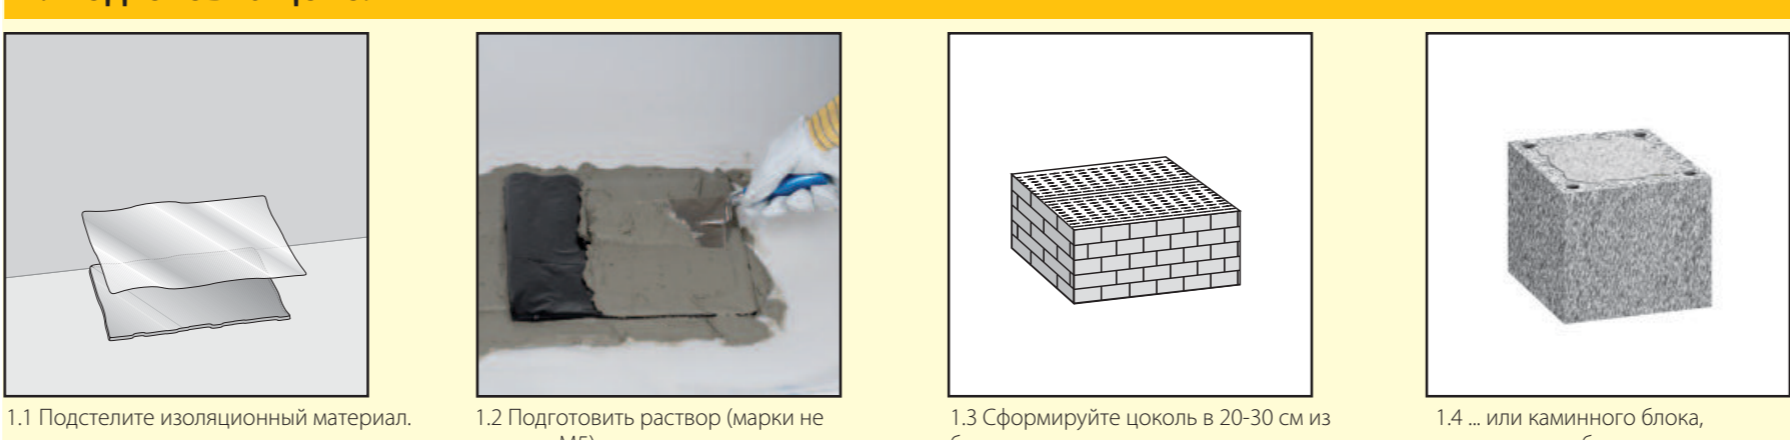 1.1 Подстелите изоляционный материал.
1.2 Подготовить раствор (марки не
М5)
1.3 Сформируйте цоколь в 20-30 см из
1.4 ... или каминного блока,